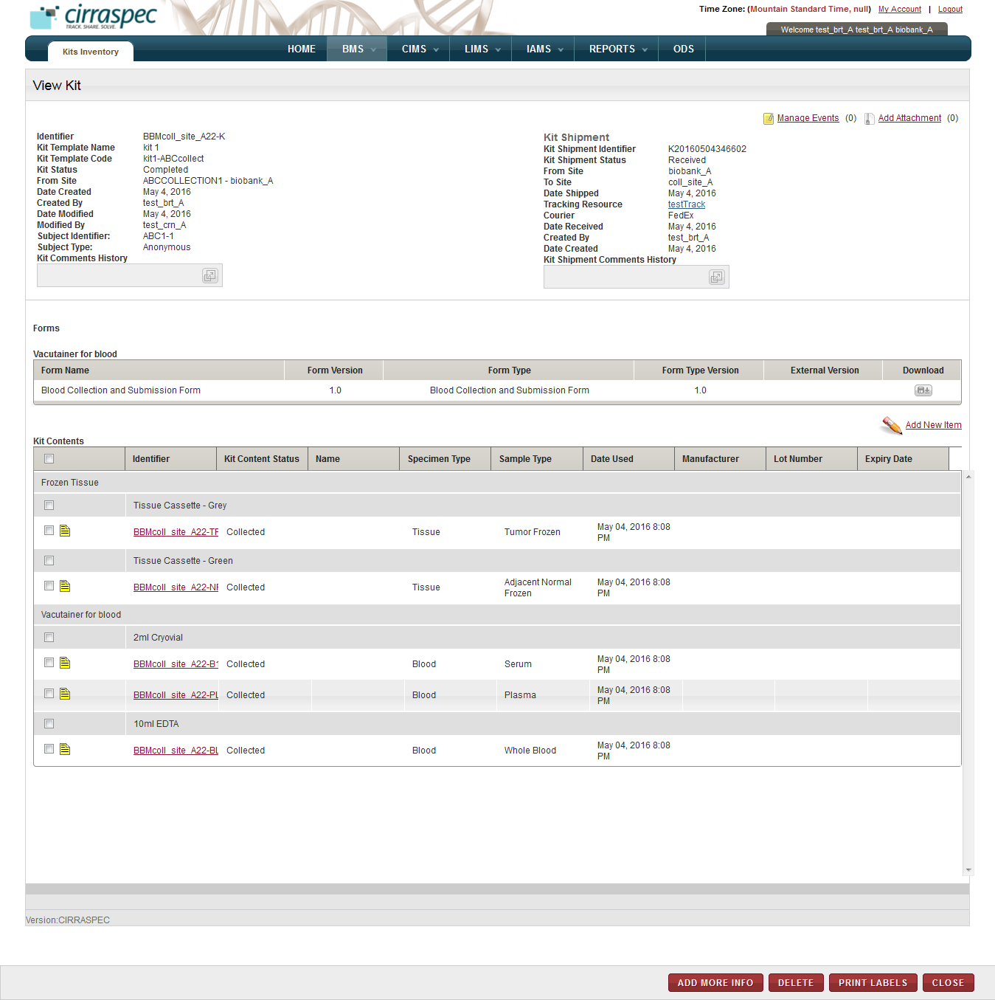 cirraspec
TRACK. SHARE. SOLVE.
Time Zone: (Mountain Standard Time, null) My Account | Logout
Welcome test_brt_A test_brt_A biobank_A
Kits Inventory
HOME BMS CIMS LIMS IAMS REPORTS ODS
View Kit
Manage Events (0) Add Attachment (0)
Identifier BBMcoll_site_A22-K
Kit Template Name kit 1
Kit Template Code kit1-ABCcollect
Kit Status Completed
From Site ABCCOLLECTION1 - biobank_A
Date Created May 4, 2016
Created By test_brt_A
Date Modified May 4, 2016
Modified By test_crn_A
Subject Identifier: ABC1-1
Subject Type: Anonymous
Kit Comments History
Kit Shipment
Kit Shipment Identifier K20160504346602
Kit Shipment Status Received
From Site biobank_A
To Site coll_site_A
Date Shipped May 4, 2016
Tracking Resource testTrack
Courier FedEx
Date Received May 4, 2016
Created By test_brt_A
Date Created May 4, 2016
Kit Shipment Comments History
Forms
Vacutainer for blood
Form Name Form Version Form Type Form Type Version External Version Download
Blood Collection and Submission Form 1.0 Blood Collection and Submission Form 1.0
Add New Item
Kit Contents
Identifier Kit Content Status Name Specimen Type Sample Type Date Used Manufacturer Lot Number Expiry Date
Frozen Tissue
Tissue Cassette - Grey
BBMcoll_site_A22-TF Collected Tissue Tumor Frozen May 04, 2016 8:08
PM
Tissue Cassette - Green
BBMcoll_site_A22-NF Collected Tissue Adjacent Normal May 04, 2016 8:08
Frozen PM
Vacutainer for blood
2ml Cryovial
BBMcoll_site_A22-B1 Collected Blood Serum May 04, 2016 8:08
PM
BBMcoll_site_A22-PL Collected Blood Plasma May 04, 2016 8:08
PM
10ml EDTA
BBMcoll_site_A22-BL Collected Blood Whole Blood May 04, 2016 8:08
PM
Version:CIRRASPEC
ADD MORE INFO DELETE PRINT LABELS CLOSE